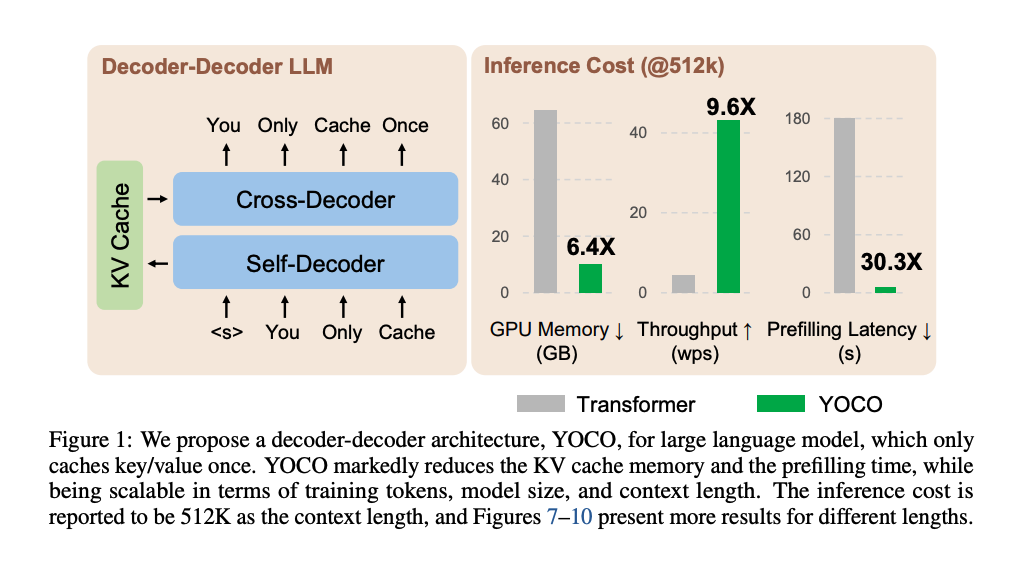 Decoder-Decoder LLM
You Only Cache Once
KV Cache
Cross-Decoder
Self-Decoder
<s> You Only Cache
Inference Cost (@512k)
60
40
20
0
6.4X
GPU Memory ↓
(GB)
40
20
0
9.6X
Throughput ↑
(wps)
180
120
60
0
30.3X
Prefilling Latency ↓
(s)
Transformer
YOCO
Figure 1: We propose a decoder-decoder architecture, YOCO, for large language model, which only
caches key/value once. YOCO markedly reduces the KV cache memory and the prefilling time, while
being scalable in terms of training tokens, model size, and context length. The inference cost is
reported to be 512K as the context length, and Figures 7–10 present more results for different lengths.